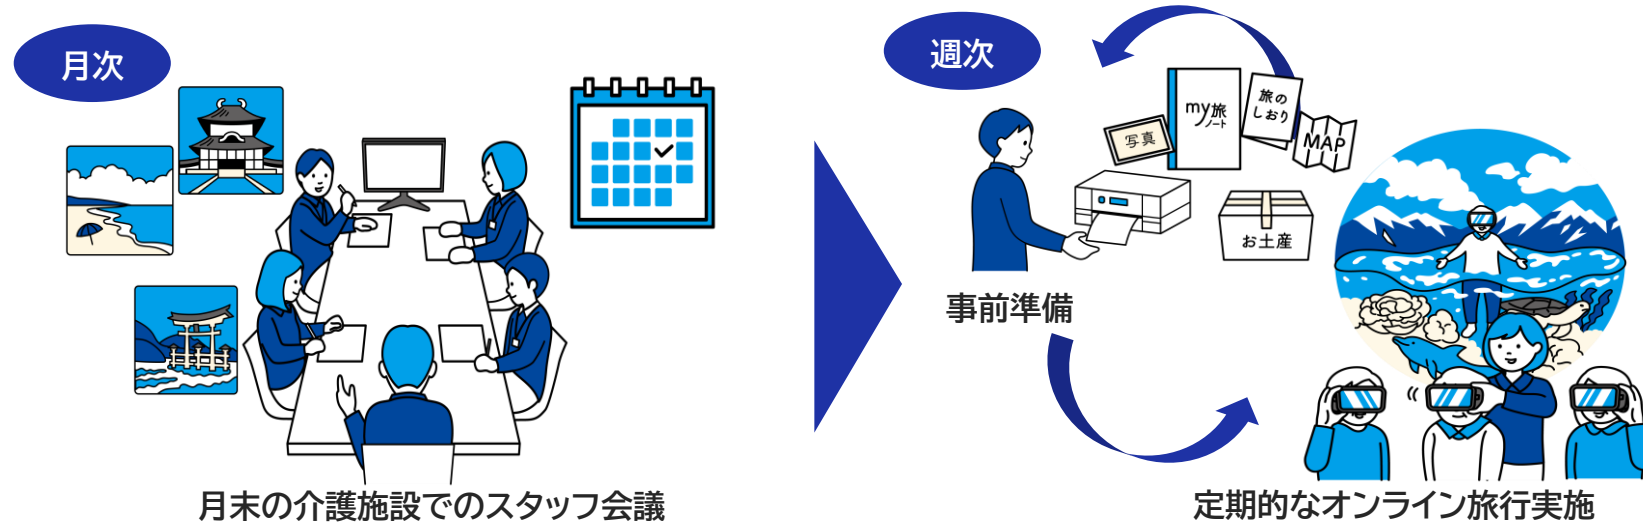 月次
月末の介護施設でのスタッフ会議
週次
写真
my旅
ノート
旅の
しおり
MAP
お土産
事前準備
定期的なオンライン旅行実施